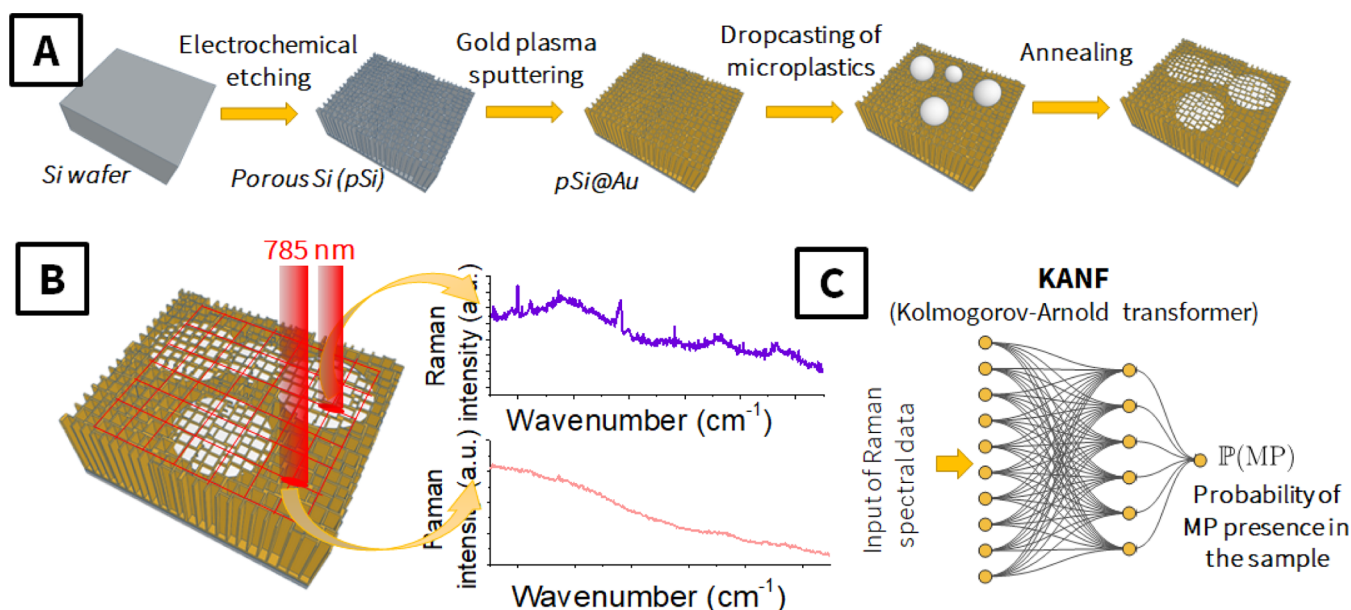 A
Electrochemical
etching
Gold plasma
sputtering
Dropcasting of
microplastics
Annealing
Si wafer
Porous Si (pSi)
pSi@Au
B
785 nm
Raman
intensity (a.u.)
Wavenumber (cm⁻¹)
Raman
intensity (a.u.)
Wavenumber (cm⁻¹)
C
KANF
(Kolmogorov-Arnold transformer)
Input of Raman
spectral data
ℙ(MP)
Probability of
MP presence in
the sample